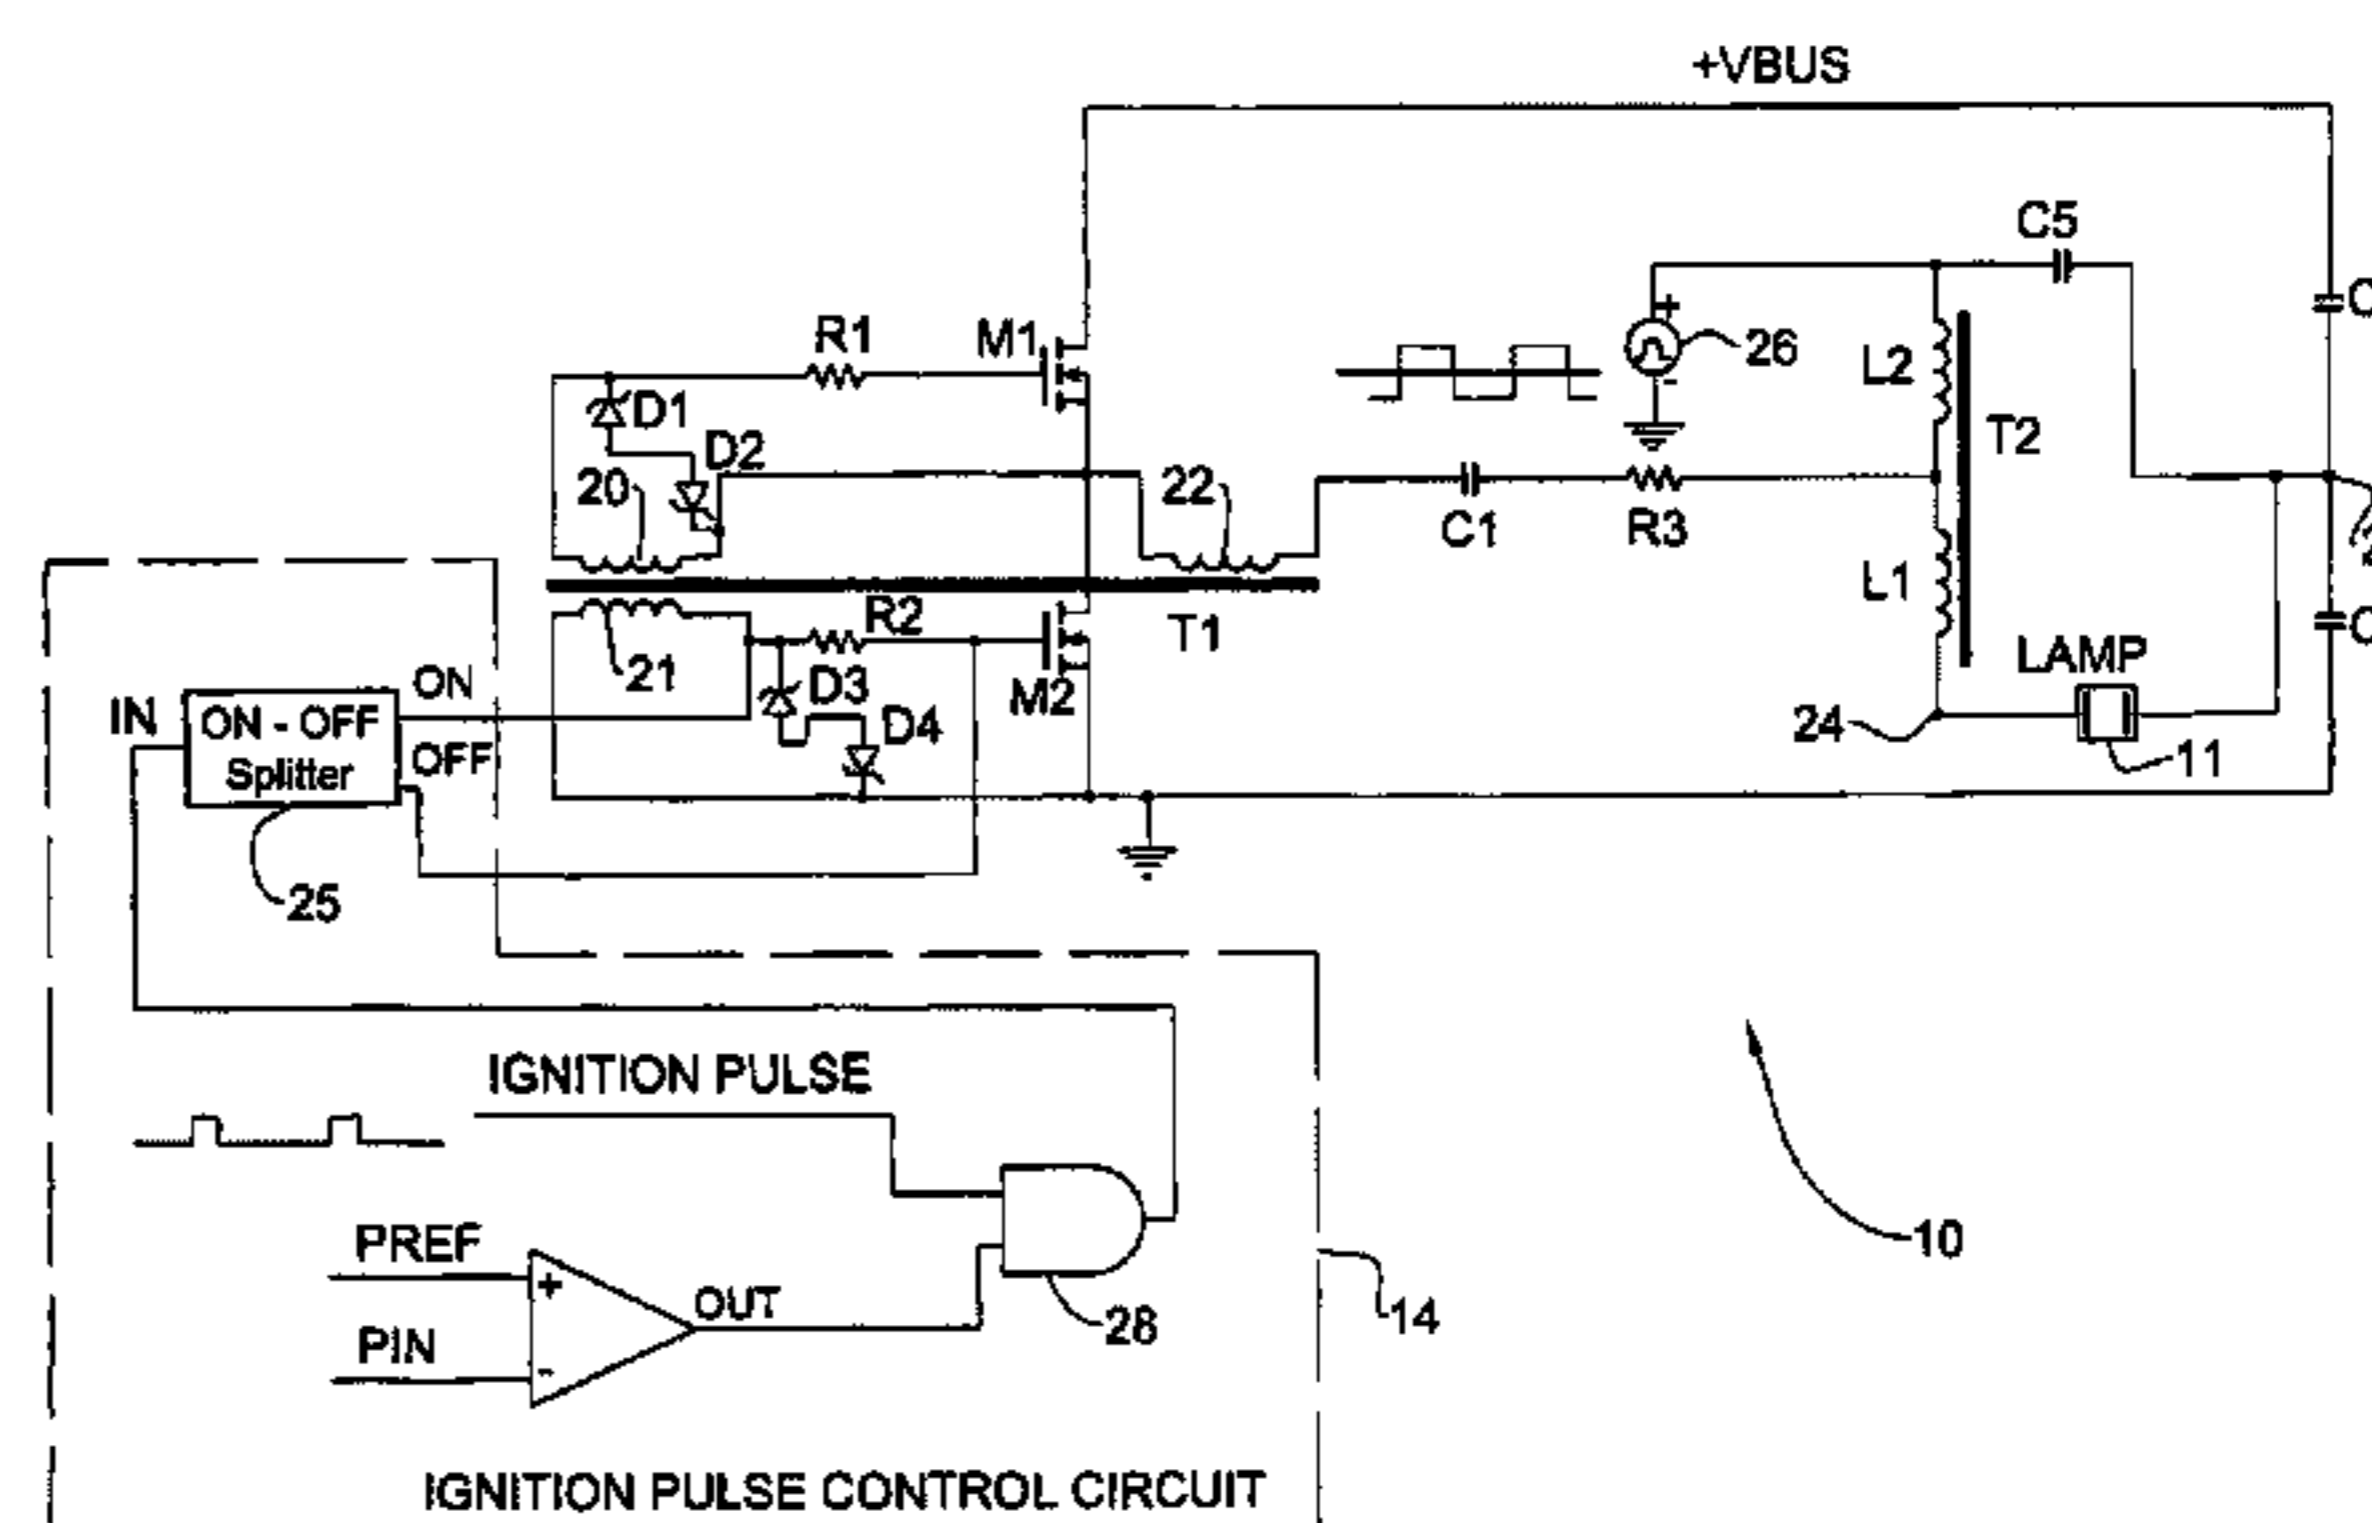 +VBUS
C5
R1
M1
26
D1
L2
T2
D2
20
22
C1
R3
R2
L1
T1
21
LAMP
ON
D3
M2
IN
ON - OFF
Splitter
D4
24
OFF
11
25
IGNITION PULSE
PREF
10
OUT
28
14
PIN
+
-
+
-
IGNITION PULSE CONTROL CIRCUIT